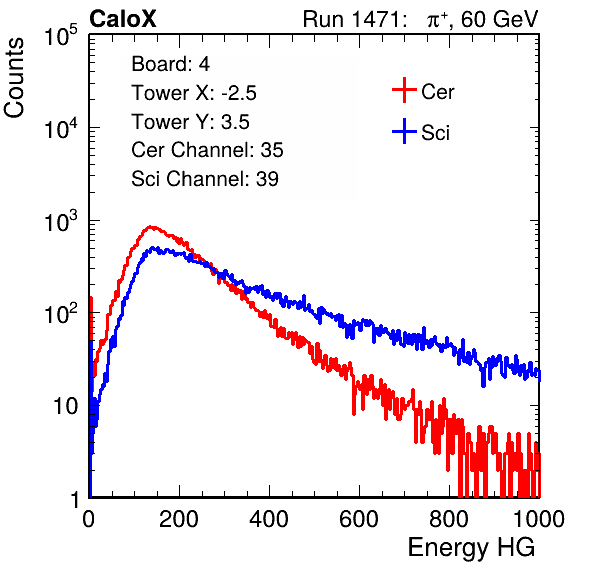 CaloX Run 1471: π⁺, 60 GeV
Counts
10⁵
10⁴
10³
10²
10
1
Board: 4
Tower X: -2.5
Tower Y: 3.5
Cer Channel: 35
Sci Channel: 39
Cer
Sci
0 200 400 600 800 1000
Energy HG